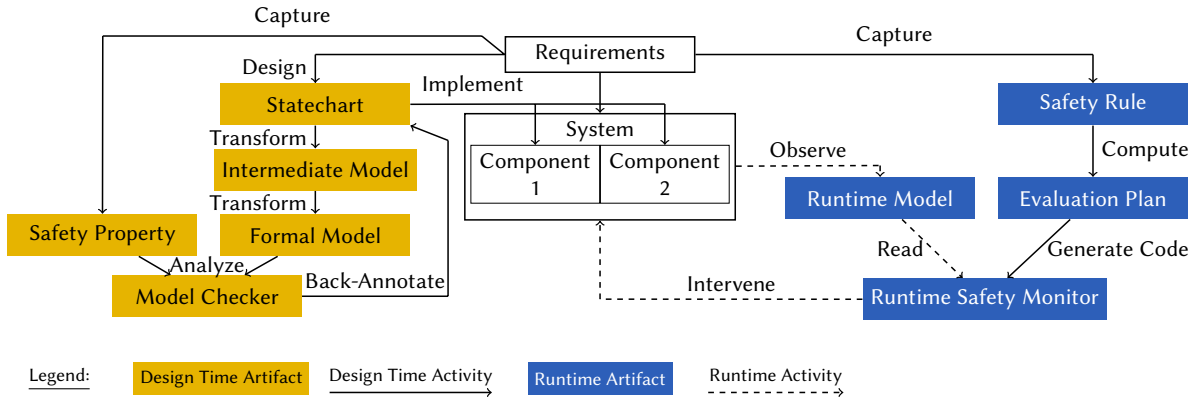 Capture
Requirements
Capture
Design
Implement
Statechart
Safety Rule
System
Transform
Component
1
Component
2
Observe
Compute
Intermediate Model
Transform
Runtime Model
Evaluation Plan
Safety Property
Formal Model
Read
Generate Code
Analyze
Back-Annotate
Intervene
Model Checker
Runtime Safety Monitor
Legend:
Design Time Artifact
Design Time Activity
Runtime Artifact
Runtime Activity